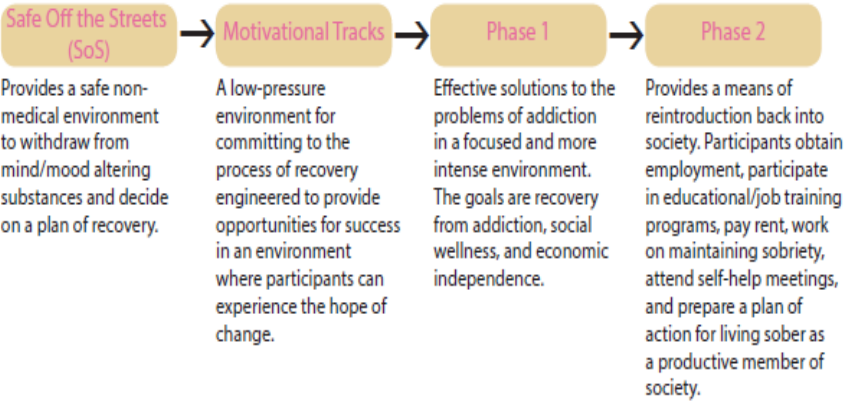 Safe Off the Streets
(SoS)
Motivational Tracks
Phase 1
Phase 2
Provides a safe non-
medical environment
to withdraw from
mind/mood altering
substances and decide
on a plan of recovery.
A low-pressure
environment for
committing to the
process of recovery
engineered to provide
opportunities for success
in an environment
where participants can
experience the hope of
change.
Effective solutions to the
problems of addiction
in a focused and more
intense environment.
The goals are recovery
from addiction, social
wellness, and economic
independence.
Provides a means of
reintroduction back into
society. Participants obtain
employment, participate
in educational/job training
programs, pay rent, work
on maintaining sobriety,
attend self-help meetings,
and prepare a plan of
action for living sober as
a productive member of
society.